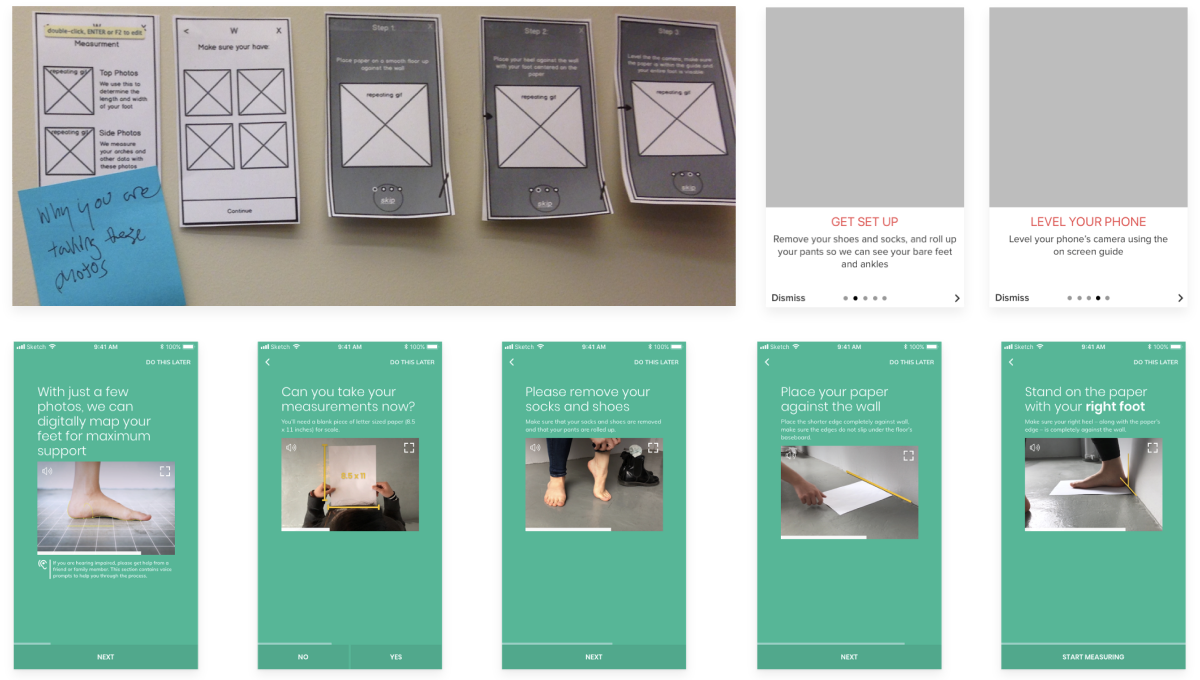 double-click, ENTER or F2 to edit
Measurment
repeating gif
Top Photos
We use this to
determine the
length and width
of your foot
repeating gif
Side Photos
We measure
your arches and
other data with
these photos
Why you are
taking these
photos
< W X
Make sure your have:
Continue
Step 1
X
Place paper on a smooth floor up
against the wall
repeating gif
skip
Step 2
X
Place your heel against the wall
with your foot centered on the
paper
repeating gif
skip
Step 3
X
Level the the camera, make sure
the paper is within the guide and
your entire foot is visable
repeating gif
skip
GET SET UP
Remove your shoes and socks, and roll up
your pants so we can see your bare feet
and ankles
Dismiss
LEVEL YOUR PHONE
Level your phone's camera using the
on screen guide
Dismiss
Sketch 9:41 AM 100%
DO THIS LATER
With just a few
photos, we can
digitally map your
feet for maximum
support
If you are hearing impaired, please get help from a
friend or family member. This section contains voice
prompts to help you through the process.
NEXT
Sketch 9:41 AM 100%
DO THIS LATER
Can you take your
measurements now?
You'll need a blank piece of letter sized paper (8.5
x 11 inches) for scale.
8.5 x 11
NO YES
Sketch 9:41 AM 100%
DO THIS LATER
Please remove your
socks and shoes
Make sure that your socks and shoes are removed
and that your pants are rolled up.
NEXT
Sketch 9:41 AM 100%
DO THIS LATER
Place your paper
against the wall
Place the shorter edge completely against wall,
make sure the edges do not slip under the floor's
baseboard.
NEXT
Sketch 9:41 AM 100%
DO THIS LATER
Stand on the paper
with your right foot
Make sure your right heel - along with the paper's
edge - is completely against the wall.
START MEASURING